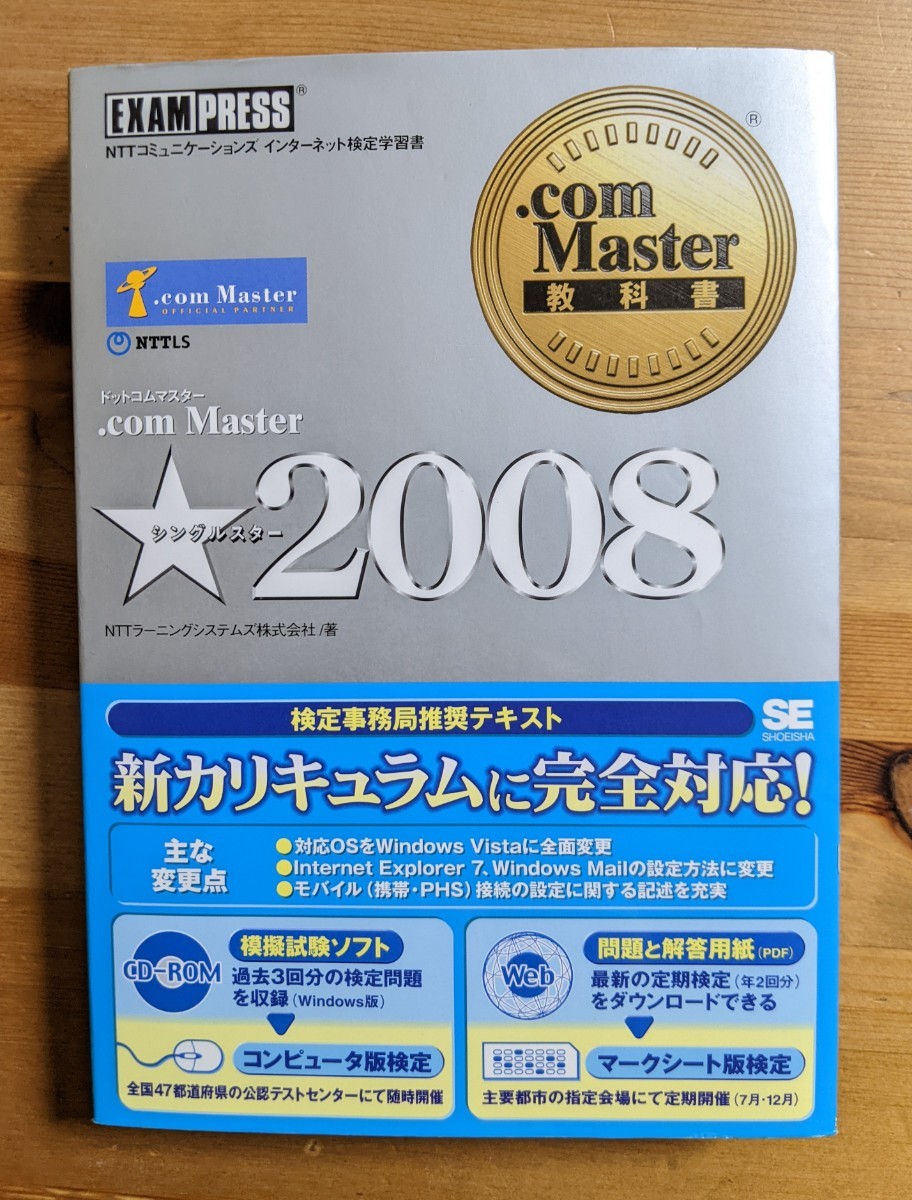 EXAMPRESS®
NTTコミュニケーションズ インターネット検定学習書
®
.com
Master
教科書
.com Master
OFFICIAL PARTNER
NTTLS
ドットコムマスター
.com Master
★2008
シングルスター
NTTラーニングシステムズ株式会社/著
検定事務局推奨テキスト
SE
SHOEISHA
新カリキュラムに完全対応!
主な
変更点
●対応OSをWindows Vistaに全面変更
●Internet Explorer 7、Windows Mailの設定方法に変更
●モバイル(携帯・PHS)接続の設定に関する記述を充実
CD-ROM
模擬試験ソフト
過去3回分の検定問題
を収録(Windows版)
コンピュータ版検定
全国47都道府県の公認テストセンターにて随時開催
Web
問題と解答用紙(PDF)
最新の定期検定(年2回分)
をダウンロードできる
マークシート版検定
主要都市の指定会場にて定期開催(7月・12月)